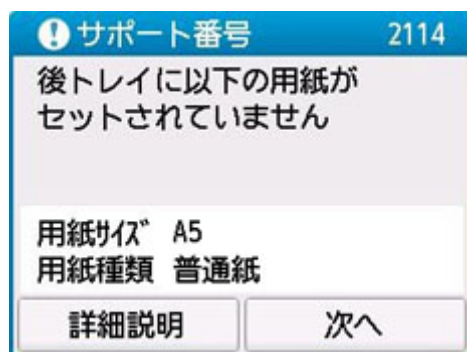 サポート番号 2114
後トレイに以下の用紙が
セットされていません
用紙ｻｲｽﾞ A5
用紙種類 普通紙
詳細説明 次へ